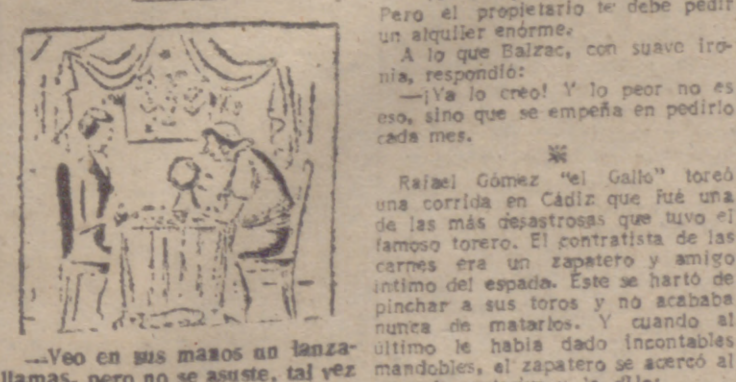 —Veo en sus manos un lanza-
llamas, pero no se asuste, tal vez
Pero el propietario te debe pedir
un alquiler enorme.
A lo que Balzac, con suave iro-
nia, respondió:
—¡Ya lo creo! Y lo peor no es
eso, sino que se empeña en pedirlo
cada mes.
Rafael Gómez "el Gallo" toreó
una corrida en Cádiz que fué una
de las más desastrosas que tuvo el
famoso torero. El contratista de las
carnes era un zapatero y amigo
intimo del espada. Este se hartó de
pinchar a sus toros y no acababa
nunca de matarlos. Y cuando al
último le habia dado incontables
mandobles, el zapatero se acercó al